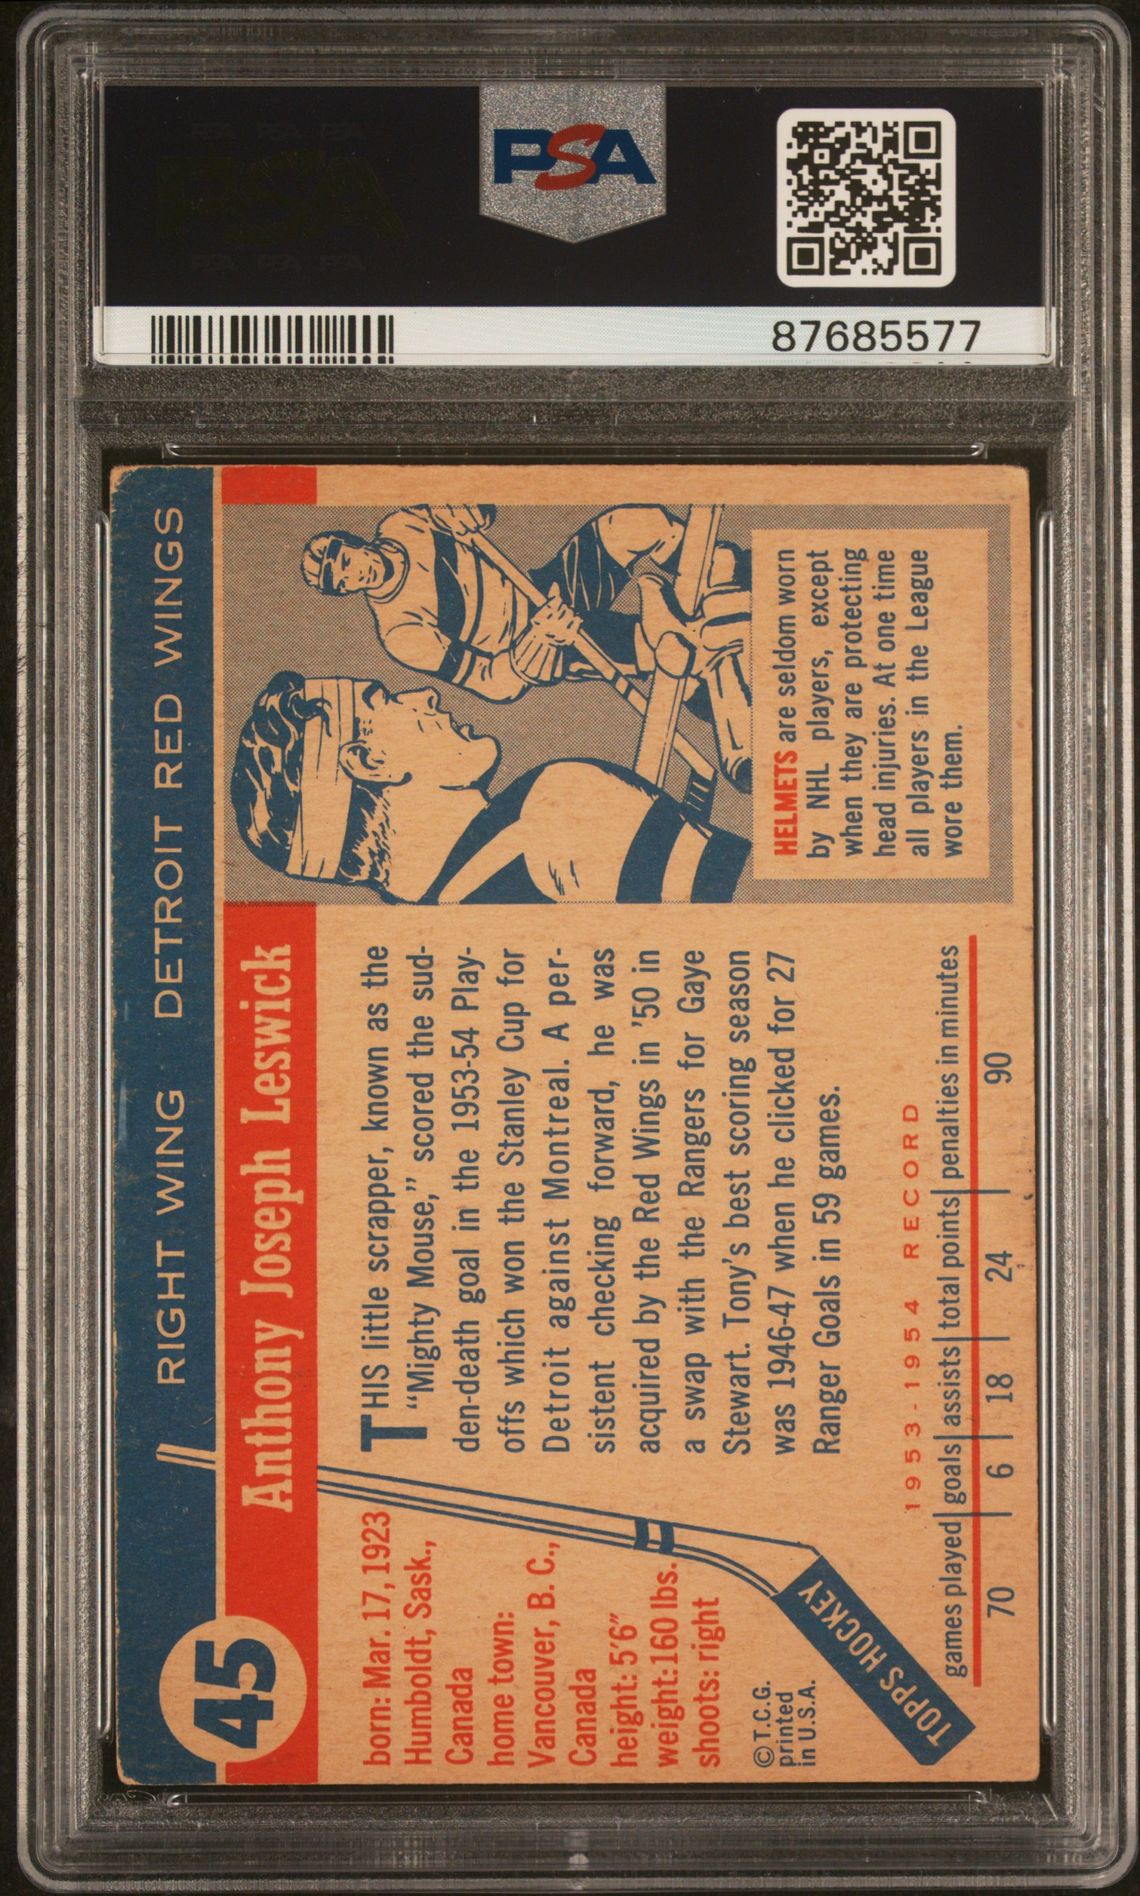 PSA
87685577
45
RIGHT WING DETROIT RED WINGS
Anthony Joseph Leswick
born: Mar. 17, 1923
Humboldt, Sask.,
Canada
home town:
Vancouver, B. C.,
Canada
height: 5'6"
weight: 160 lbs.
shoots: right
© T.C.G.
printed
in U.S.A.
TOPPS HOCKEY
THIS little scrapper, known as the
"Mighty Mouse," scored the sud-
den-death goal in the 1953-54 Play-
offs which won the Stanley Cup for
Detroit against Montreal. A per-
sistent checking forward, he was
acquired by the Red Wings in '50 in
a swap with the Rangers for Gaye
Stewart. Tony's best scoring season
was 1946-47 when he clicked for 27
Ranger Goals in 59 games.
1953-1954 RECORD
games played goals assists total points penalties in minutes
70 6 18 24 90
HELMETS are seldom worn
by NHL players, except
when they are protecting
head injuries. At one time
all players in the League
wore them.